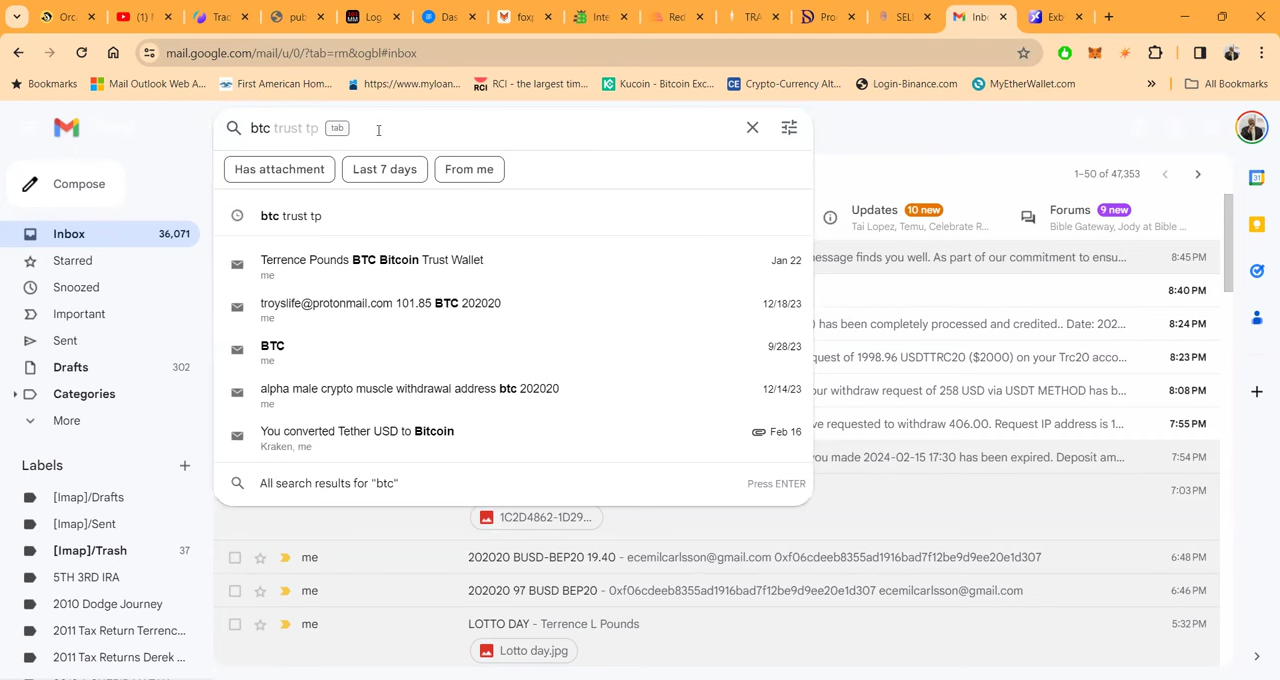 Orc
(1)
Trac
pub
Log
Das
foxp
Inte
Red
TRA
Pro
SELI
Inb
Exb
mail.google.com/mail/u/0/?tab=rm&ogbl#inbox
Bookmarks
Mail Outlook Web A...
First American Hom...
https://www.myloan...
RCI - the largest tim...
Kucoin - Bitcoin Exc...
Crypto-Currency Alt...
Login-Binance.com
MyEtherWallet.com
All Bookmarks
btc trust tp tab
Has attachment
Last 7 days
From me
btc trust tp
Terrence Pounds BTC Bitcoin Trust Wallet
me
Jan 22
troyslife@protonmail.com 101.85 BTC 202020
me
12/18/23
BTC
me
9/28/23
alpha male crypto muscle withdrawal address btc 202020
me
12/14/23
You converted Tether USD to Bitcoin
Kraken, me
Feb 16
All search results for "btc"
Press ENTER
Compose
Inbox 36,071
Starred
Snoozed
Important
Sent
Drafts 302
Categories
More
Labels
[Imap]/Drafts
[Imap]/Sent
[Imap]/Trash 37
5TH 3RD IRA
2010 Dodge Journey
2011 Tax Return Terrenc...
2011 Tax Returns Derek ...
1–50 of 47,353
Updates 10 new
Tai Lopez, Temu, Celebrate R...
Forums 9 new
Bible Gateway, Jody at Bible ...
essage finds you well. As part of our commitment to ensu... 8:45 PM
8:40 PM
) has been completely processed and credited.. Date: 202... 8:24 PM
quest of 1998.96 USDTTRC20 ($2000) on your Trc20 acco... 8:23 PM
our withdraw request of 258 USD via USDT METHOD has b... 8:08 PM
ve requested to withdraw 406.00. Request IP address is 1... 7:55 PM
you made 2024-02-15 17:30 has been expired. Deposit am... 7:54 PM
7:03 PM
1C2D4862-1D29...
me 202020 BUSD-BEP20 19.40 - ecemilcarlsson@gmail.com 0xf06cdeeb8355ad1916bad7f12be9d9ee20e1d307 6:48 PM
me 202020 97 BUSD BEP20 - 0xf06cdeeb8355ad1916bad7f12be9d9ee20e1d307 ecemilcarlsson@gmail.com 6:46 PM
me LOTTO DAY - Terrence L Pounds 5:32 PM
Lotto day.jpg